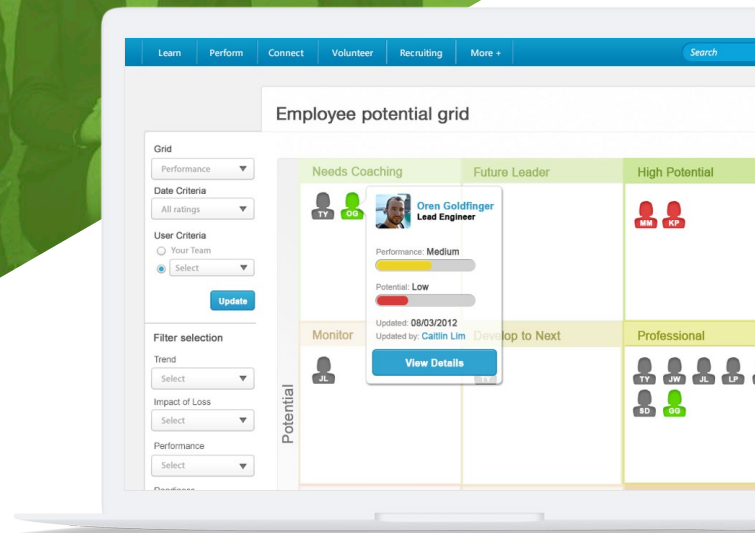 Learn Perform Connect Volunteer Recruiting More + Search
Employee potential grid
Grid
Performance
Date Criteria
All ratings
User Criteria
Your Team
Select
Update
Filter selection
Trend
Select
Impact of Loss
Select
Performance
Select
Readiness
Potential
Needs Coaching
TY OG
Future Leader
High Potential
MM KP
Oren Goldfinger
Lead Engineer
Performance: Medium
Potential: Low
Updated: 08/03/2012
Updated by: Caitlin Lim
View Details
Monitor
JL
Develop to Next
Professional
TY JW JL LP
SD GG